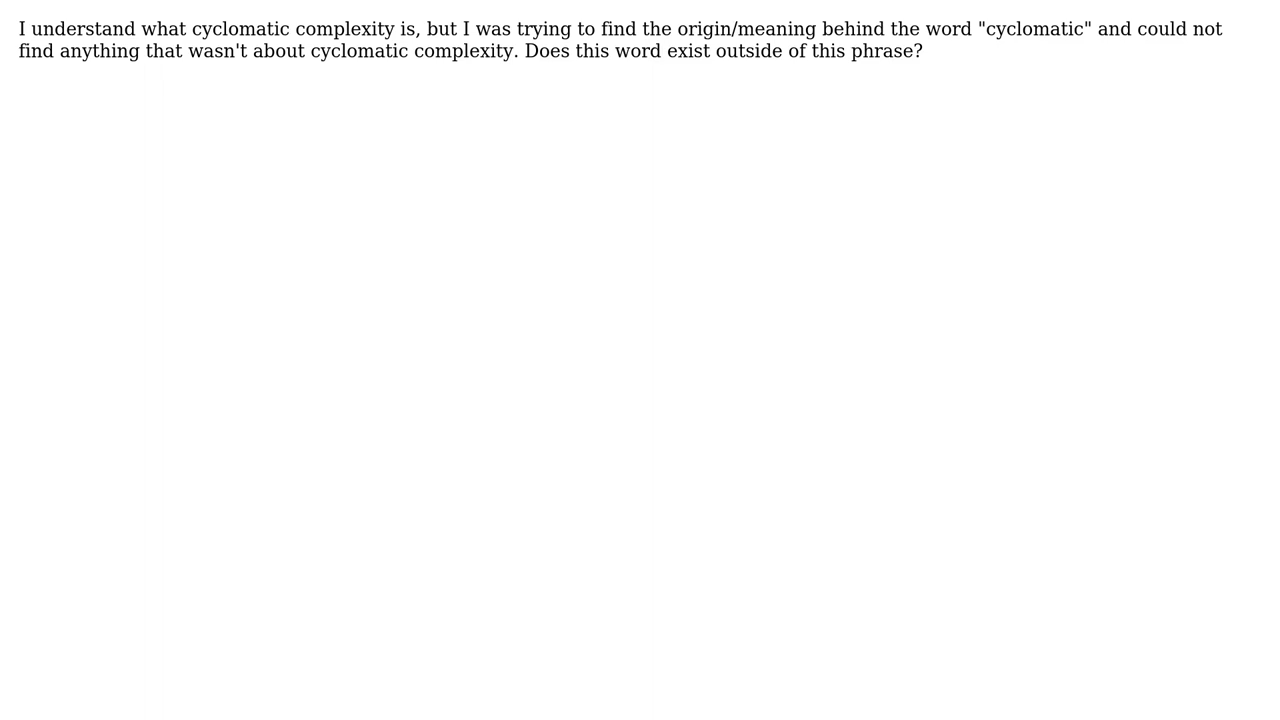 I understand what cyclomatic complexity is, but I was trying to find the origin/meaning behind the word "cyclomatic" and could not
find anything that wasn't about cyclomatic complexity. Does this word exist outside of this phrase?